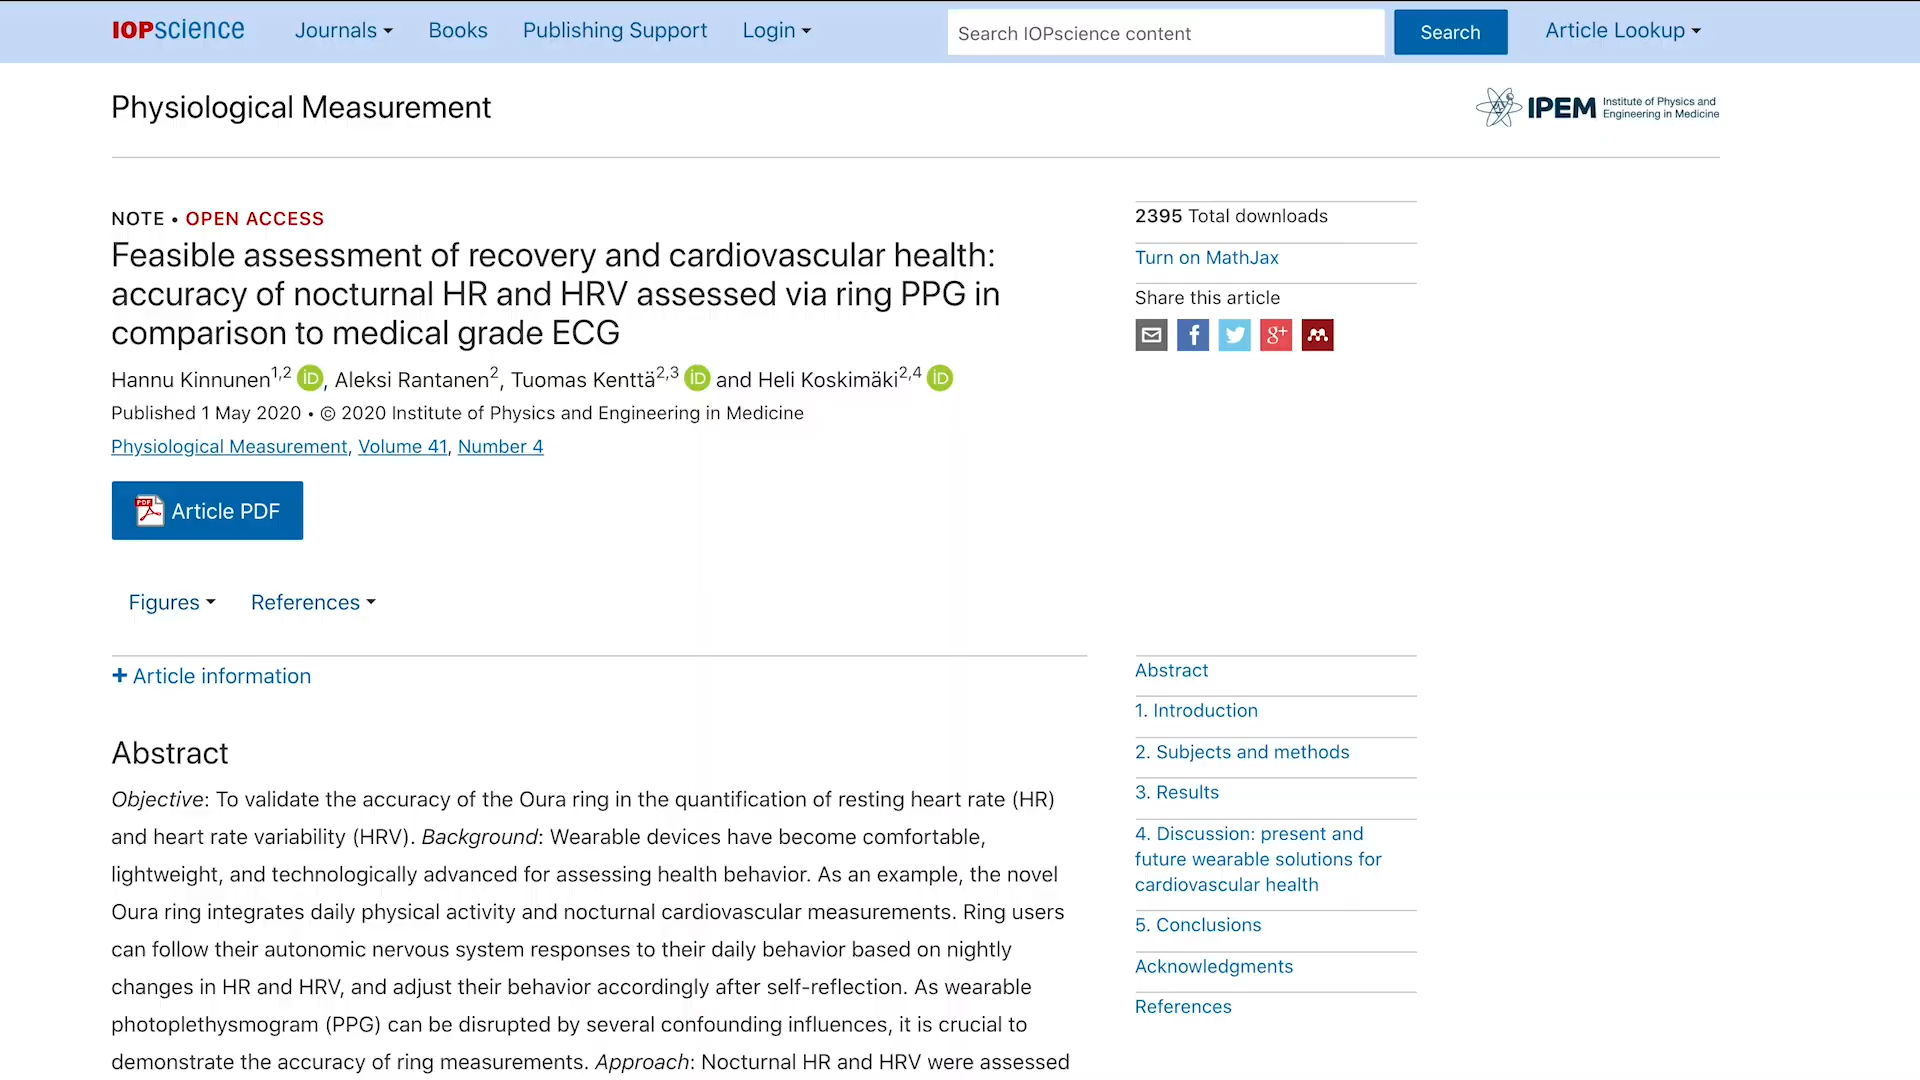 IOPscience Journals Books Publishing Support Login Search IOPscience content Search Article Lookup
Physiological Measurement
IPEM Institute of Physics and
Engineering in Medicine
NOTE • OPEN ACCESS
Feasible assessment of recovery and cardiovascular health:
accuracy of nocturnal HR and HRV assessed via ring PPG in
comparison to medical grade ECG
Hannu Kinnunen1,2 iD, Aleksi Rantanen2, Tuomas Kenttä2,3 iD and Heli Koskimäki2,4 iD
Published 1 May 2020 • © 2020 Institute of Physics and Engineering in Medicine
Physiological Measurement, Volume 41, Number 4
PDF Article PDF
Figures References
2395 Total downloads
Turn on MathJax
Share this article
f g+
+ Article information
Abstract
Objective: To validate the accuracy of the Oura ring in the quantification of resting heart rate (HR)
and heart rate variability (HRV). Background: Wearable devices have become comfortable,
lightweight, and technologically advanced for assessing health behavior. As an example, the novel
Oura ring integrates daily physical activity and nocturnal cardiovascular measurements. Ring users
can follow their autonomic nervous system responses to their daily behavior based on nightly
changes in HR and HRV, and adjust their behavior accordingly after self-reflection. As wearable
photoplethysmogram (PPG) can be disrupted by several confounding influences, it is crucial to
demonstrate the accuracy of ring measurements. Approach: Nocturnal HR and HRV were assessed
Abstract
1. Introduction
2. Subjects and methods
3. Results
4. Discussion: present and
future wearable solutions for
cardiovascular health
5. Conclusions
Acknowledgments
References